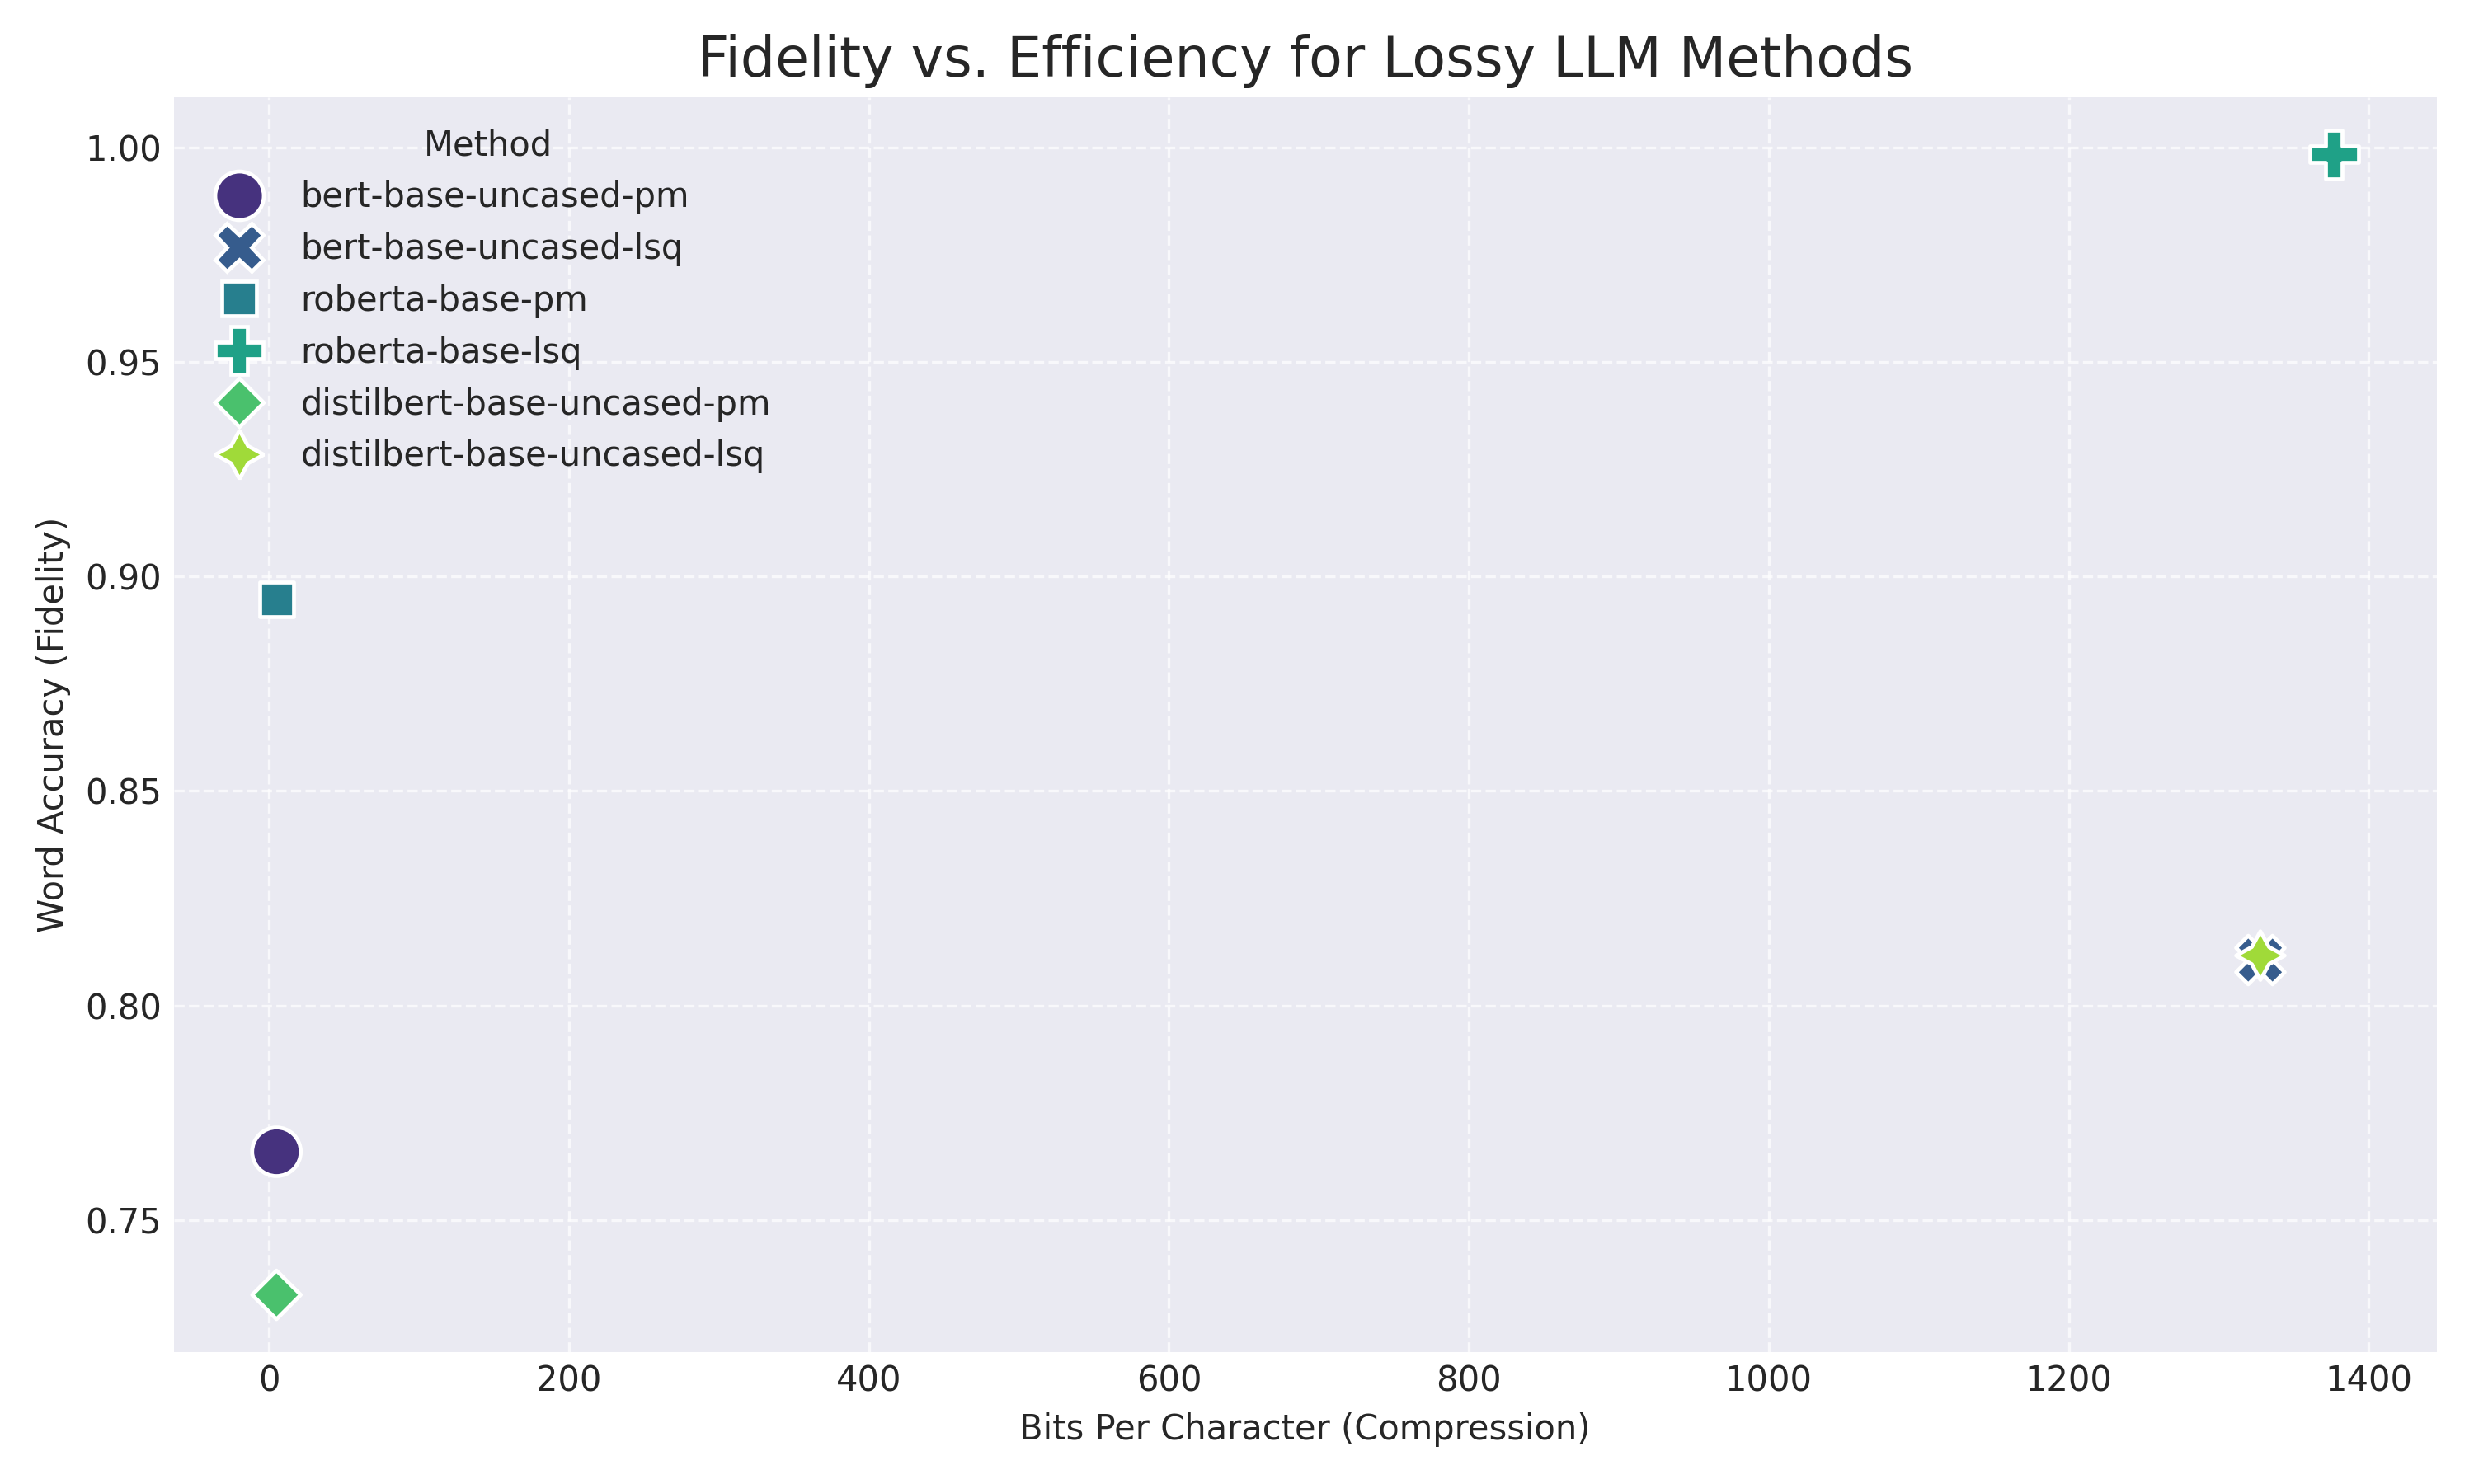 Fidelity vs. Efficiency for Lossy LLM Methods
Method
bert-base-uncased-pm
bert-base-uncased-lsq
roberta-base-pm
roberta-base-lsq
distilbert-base-uncased-pm
distilbert-base-uncased-lsq
Word Accuracy (Fidelity)
1.00
0.95
0.90
0.85
0.80
0.75
0 200 400 600 800 1000 1200 1400
Bits Per Character (Compression)